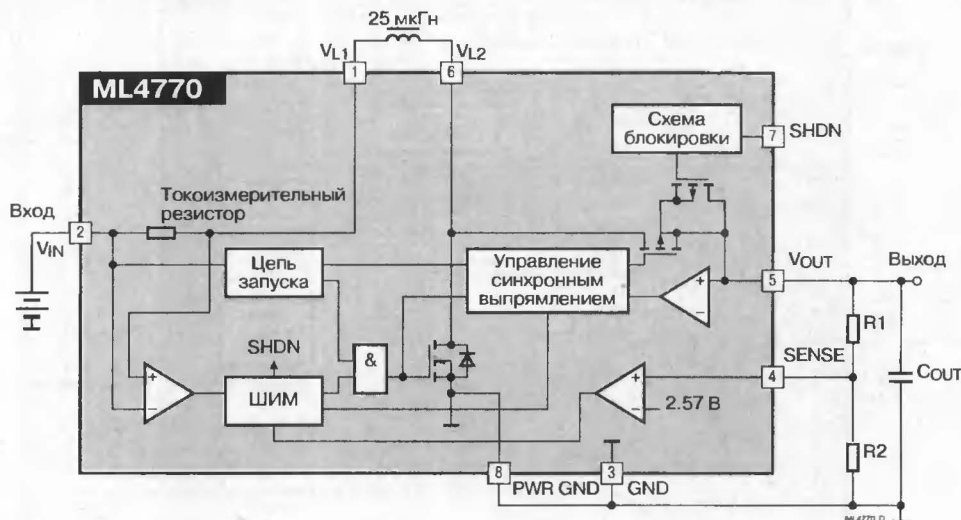 25 мкГн
VL1
VL2
1
6
ML4770
Схема
блокировки
7
SHDN
Токоизмерительный
резистор
Вход
2
VIN
Цепь
запуска
Управление
синхронным
выпрямлением
+
−
5
VOUT
Выход
R1
SHDN
&
SENSE
+
−
ШИМ
+
−
2.57 В
4
COUT
R2
8
3
PWR GND
GND